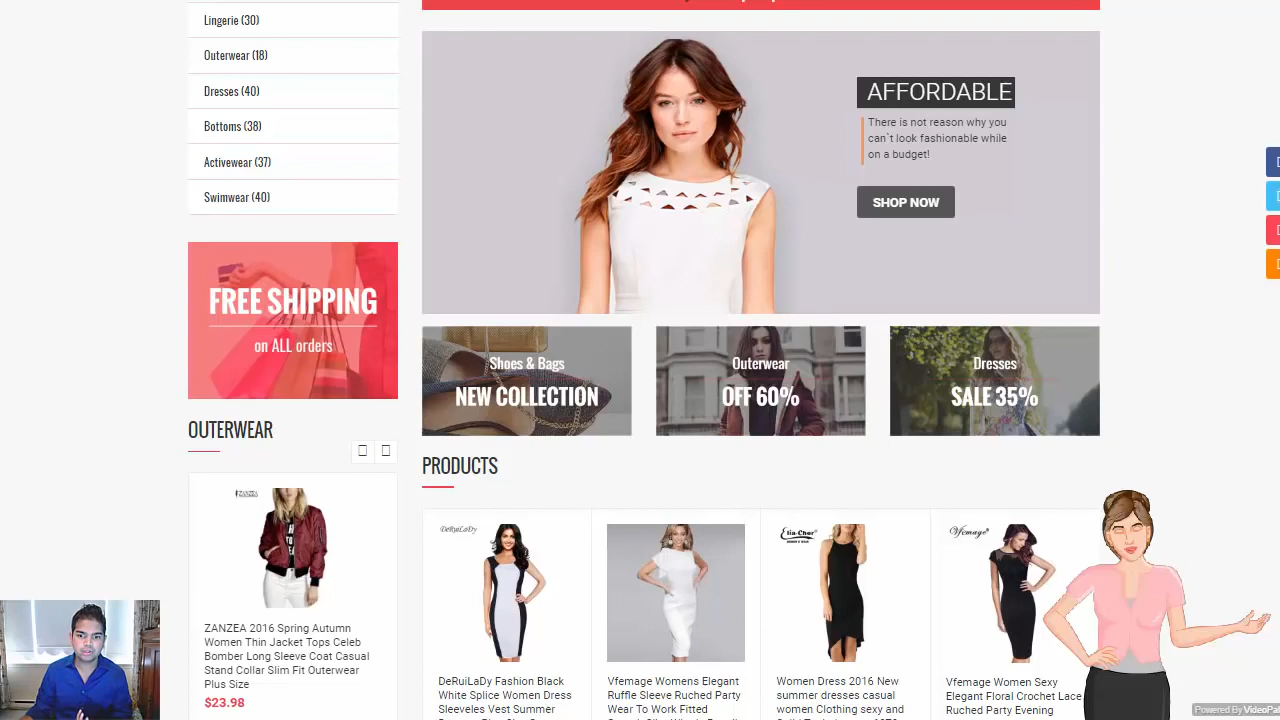 Lingerie (30)
Outerwear (18)
Dresses (40)
Bottoms (38)
Activewear (37)
Swimwear (40)
FREE SHIPPING
on ALL orders
OUTERWEAR
ZANZEA
ZANZEA 2016 Spring Autumn
Women Thin Jacket Tops Celeb
Bomber Long Sleeve Coat Casual
Stand Collar Slim Fit Outerwear
Plus Size
$23.98
AFFORDABLE
There is not reason why you
can`t look fashionable while
on a budget!
SHOP NOW
Shoes & Bags
NEW COLLECTION
Outerwear
OFF 60%
Dresses
SALE 35%
PRODUCTS
DeRuiLaDy
DeRuiLaDy Fashion Black
White Splice Women Dress
Sleeveles Vest Summer
Vfemage Womens Elegant
Ruffle Sleeve Ruched Party
Wear To Work Fitted
Women Dress 2016 New
summer dresses casual
women Clothing sexy and
Vfemage
Vfemage Women Sexy
Elegant Floral Crochet Lace
Ruched Party Evening
Powered By VideoPal